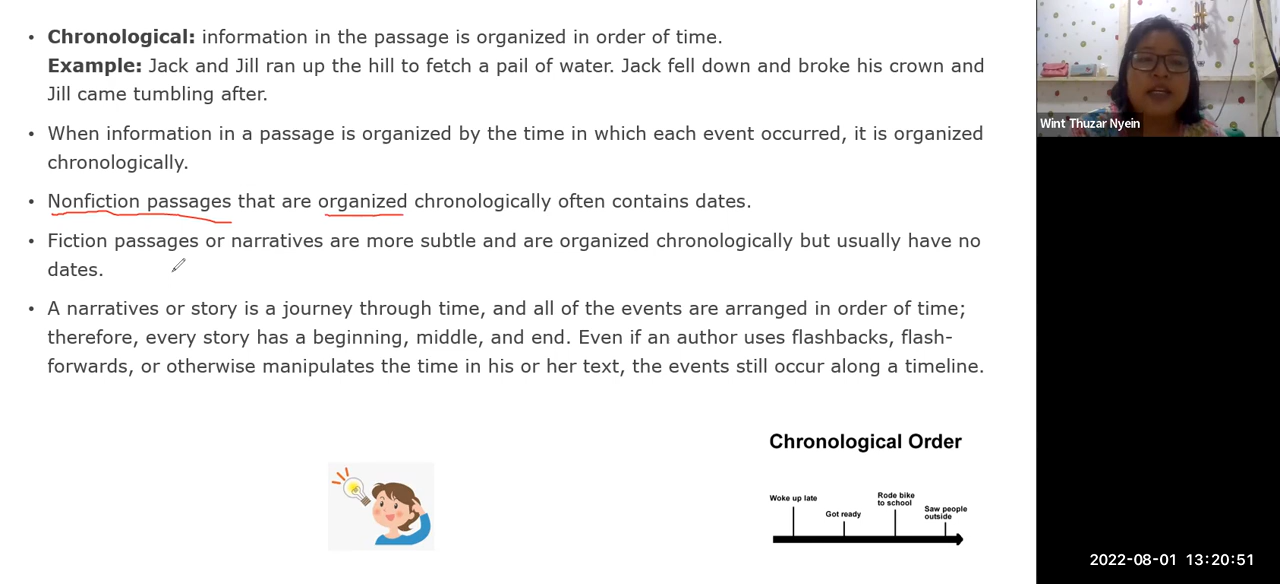 • Chronological: information in the passage is organized in order of time.
Example: Jack and Jill ran up the hill to fetch a pail of water. Jack fell down and broke his crown and
Jill came tumbling after.
• When information in a passage is organized by the time in which each event occurred, it is organized
chronologically.
• Nonfiction passages that are organized chronologically often contains dates.
• Fiction passages or narratives are more subtle and are organized chronologically but usually have no
dates.
• A narratives or story is a journey through time, and all of the events are arranged in order of time;
therefore, every story has a beginning, middle, and end. Even if an author uses flashbacks, flash-
forwards, or otherwise manipulates the time in his or her text, the events still occur along a timeline.
Chronological Order
Woke up late
Got ready
Rode bike
to school
Saw people
outside
Wint Thuzar Nyein
2022-08-01 13:20:51